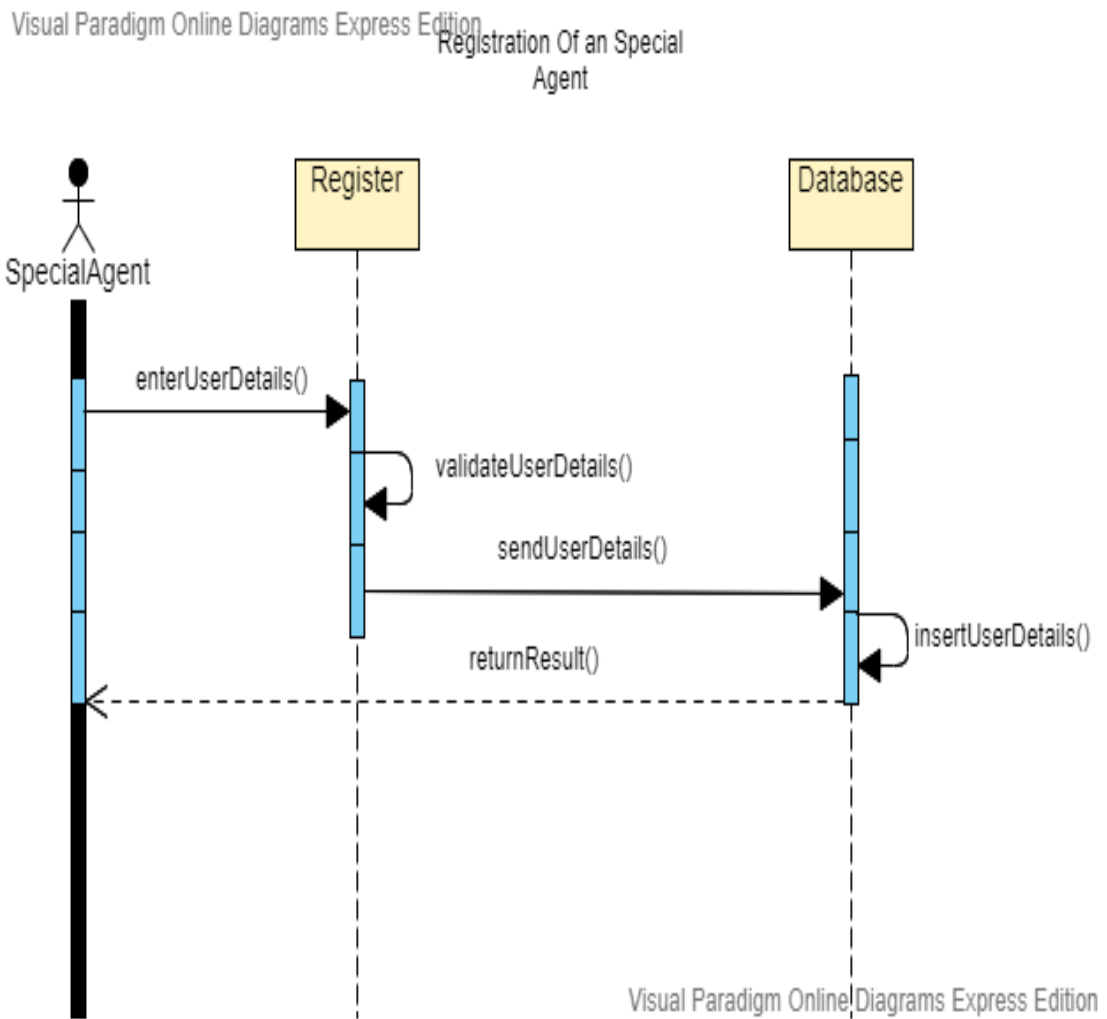 Visual Paradigm Online Diagrams Express Edition
Registration Of an Special
Agent
Register
Database
SpecialAgent
enterUserDetails()
validateUserDetails()
sendUserDetails()
insertUserDetails()
returnResult()
Visual Paradigm Online Diagrams Express Edition